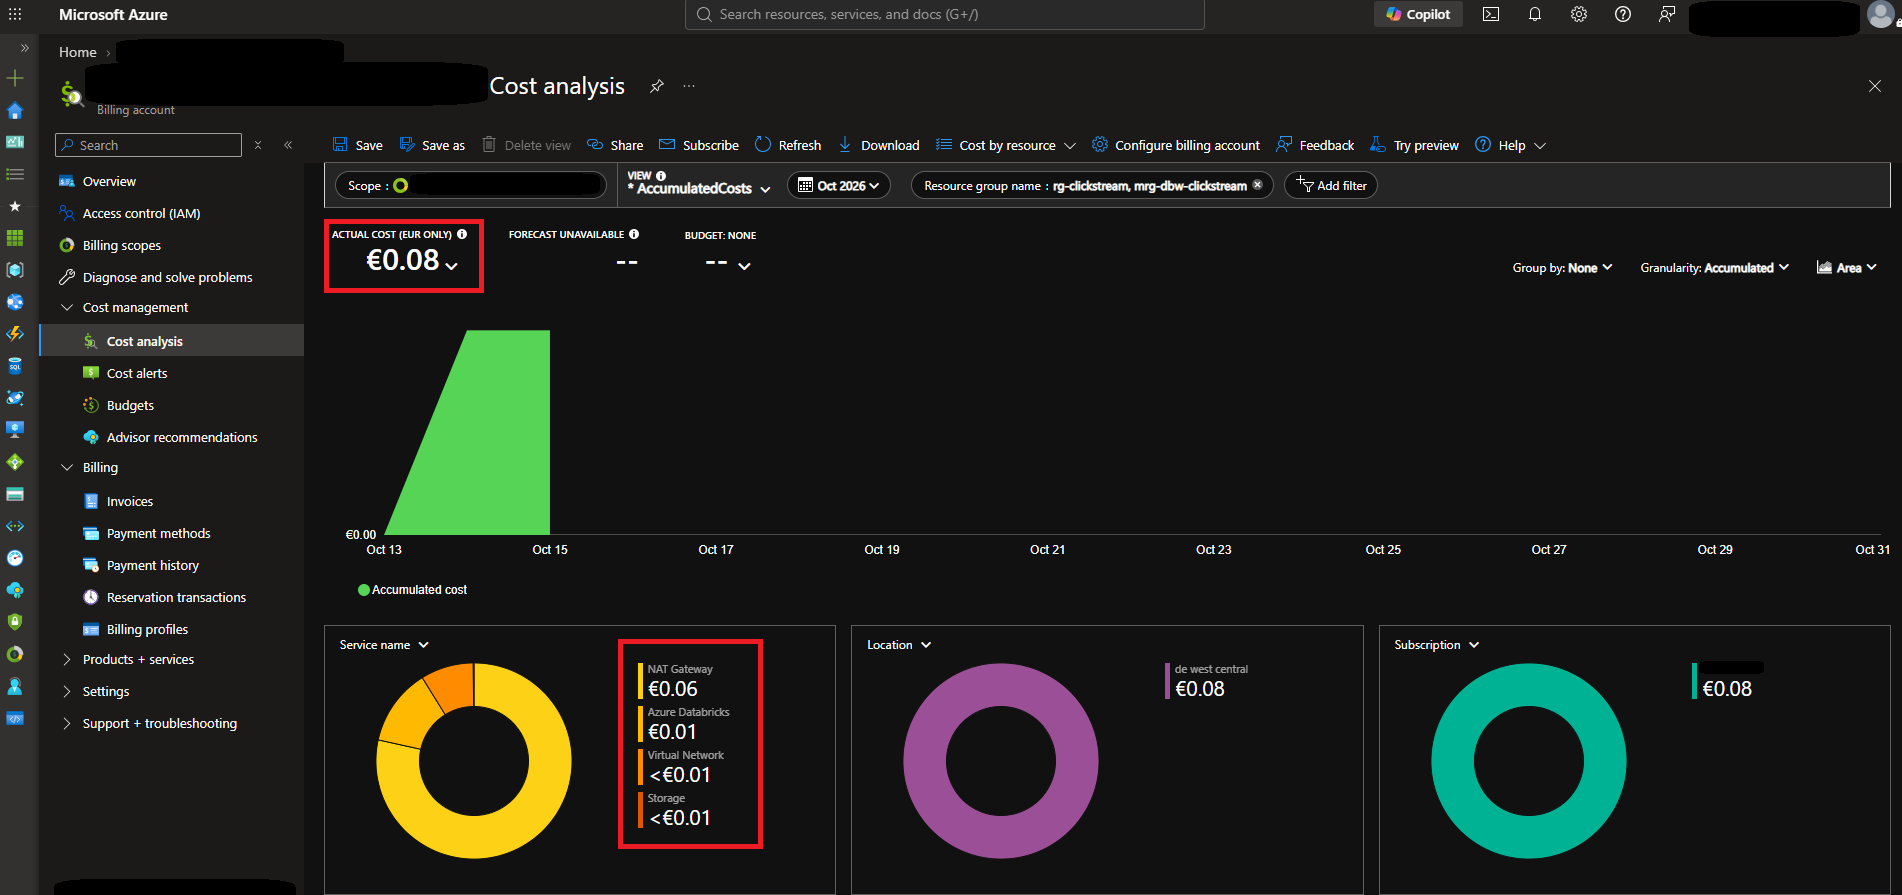 Microsoft Azure
Search resources, services, and docs (G+/)
Copilot
Home
Cost analysis
Billing account
Search
Save
Save as
Delete view
Share
Subscribe
Refresh
Download
Cost by resource
Configure billing account
Feedback
Try preview
Help
Overview
Access control (IAM)
Billing scopes
Diagnose and solve problems
Cost management
Cost analysis
Cost alerts
Budgets
Advisor recommendations
Billing
Invoices
Payment methods
Payment history
Reservation transactions
Billing profiles
Products + services
Settings
Support + troubleshooting
Scope :
VIEW
* AccumulatedCosts
Oct 2026
Resource group name : rg-clickstream, mrg-dbw-clickstream
Add filter
ACTUAL COST (EUR ONLY)
€0.08
FORECAST UNAVAILABLE
--
BUDGET: NONE
--
Group by: None
Granularity: Accumulated
Area
€0.00
Oct 13
Oct 15
Oct 17
Oct 19
Oct 21
Oct 23
Oct 25
Oct 27
Oct 29
Oct 31
Accumulated cost
Service name
NAT Gateway
€0.06
Azure Databricks
€0.01
Virtual Network
<€0.01
Storage
<€0.01
Location
de west central
€0.08
Subscription
€0.08